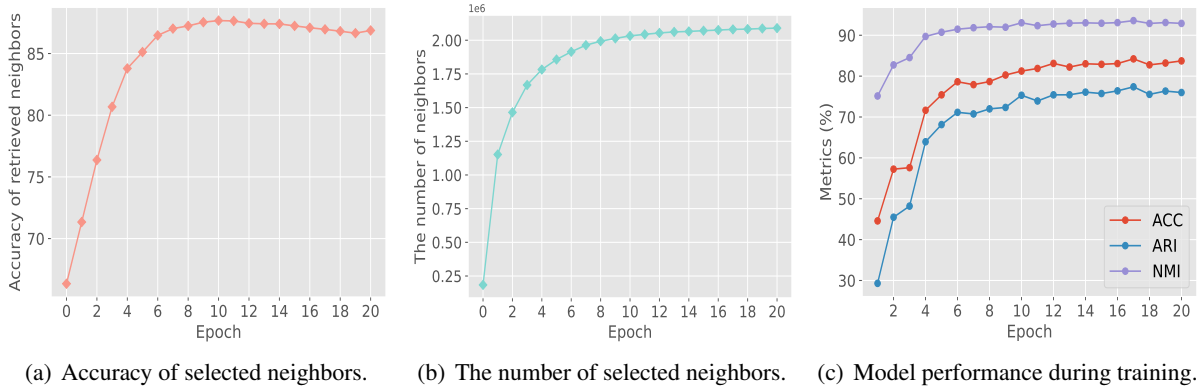 Accuracy of retrieved neighbors
85
80
75
70
0 2 4 6 8 10 12 14 16 18 20
Epoch
(a) Accuracy of selected neighbors.
1e6
The number of neighbors
2.00
1.75
1.50
1.25
1.00
0.75
0.50
0.25
0 2 4 6 8 10 12 14 16 18 20
Epoch
(b) The number of selected neighbors.
Metrics (%)
90
80
70
60
50
40
30
ACC
ARI
NMI
2 4 6 8 10 12 14 16 18 20
Epoch
(c) Model performance during training.